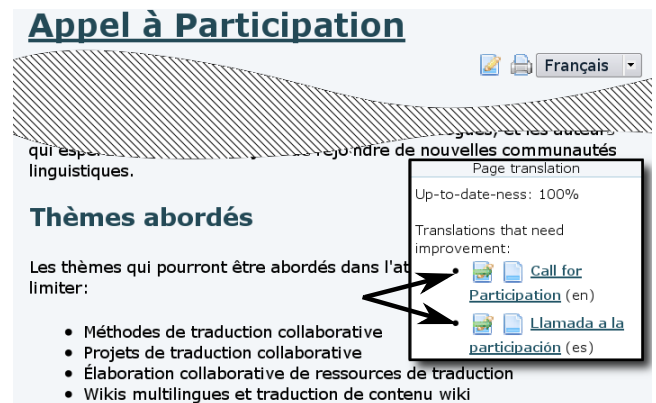 Appel à Participation
Français
et les auteurs
qui
de nouvelles communautés
linguistiques.
Page translation
Up-to-date-ness: 100%
Translations that need
improvement:
Call for
Participation (en)
Llamada a la
participación (es)
Thèmes abordés
Les thèmes qui pourront être abordés dans l'at
limiter:
• Méthodes de traduction collaborative
• Projets de traduction collaborative
• Élaboration collaborative de ressources de traduction
• Wikis multilingues et traduction de contenu wiki